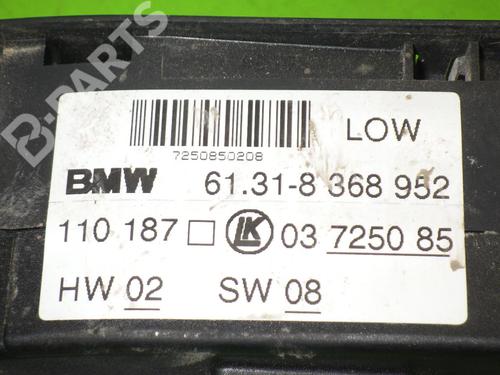 B-PARTS
LOW
7250850208
BMW 61.31-8 368 952
110 187 □ LK 03 7250 85
HW 02 SW 08